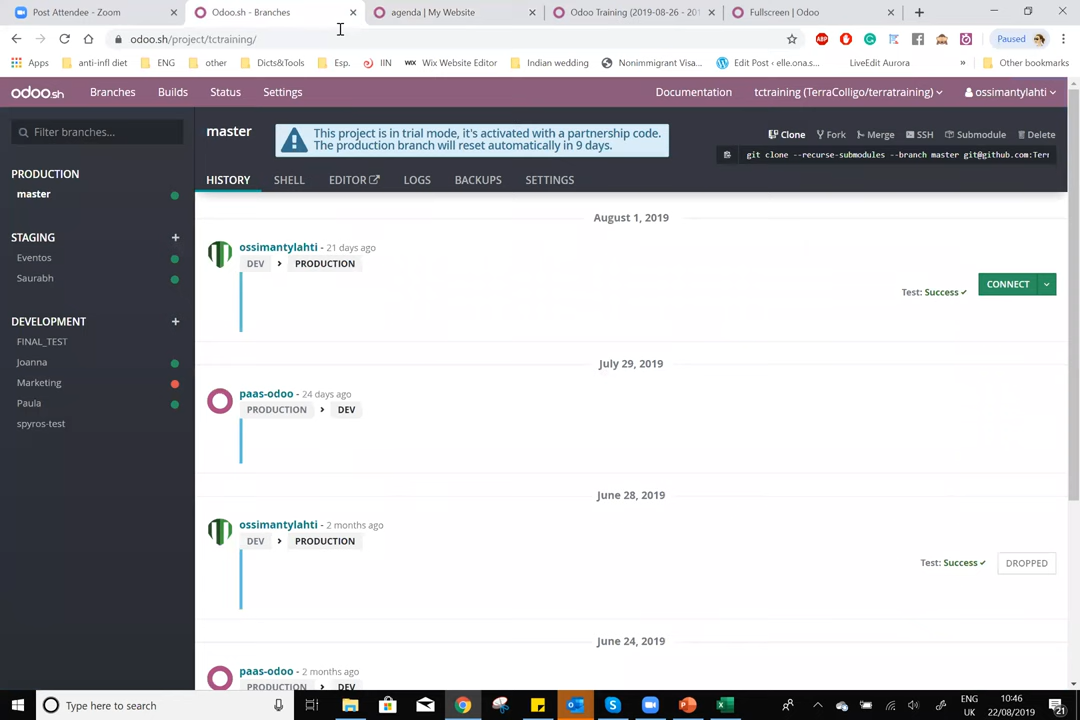 Post Attendee - Zoom
Odoo.sh - Branches
agenda | My Website
Odoo Training (2019-08-26 - 201
Fullscreen | Odoo
odoo.sh/project/tctraining/
Paused
Apps
anti-infl diet
ENG
other
Dicts&Tools
Esp.
IIN
WIX Wix Website Editor
Indian wedding
Nonimmigrant Visa...
Edit Post ‹ elle.ona.s...
LiveEdit Aurora
»
Other bookmarks
odoo.sh
Branches
Builds
Status
Settings
Documentation
tctraining (TerraColligo/terratraining)
ossimantylahti
Filter branches...
PRODUCTION
master
STAGING
+
Eventos
Saurabh
DEVELOPMENT
+
FINAL_TEST
Joanna
Marketing
Paula
spyros-test
master
This project is in trial mode, it's activated with a partnership code.
The production branch will reset automatically in 9 days.
Clone
Fork
Merge
SSH
Submodule
Delete
git clone --recurse-submodules --branch master git@github.com:Terr
HISTORY
SHELL
EDITOR
LOGS
BACKUPS
SETTINGS
August 1, 2019
ossimantylahti - 21 days ago
DEV > PRODUCTION
Test: Success ✓
CONNECT
July 29, 2019
paas-odoo - 24 days ago
PRODUCTION > DEV
June 28, 2019
ossimantylahti - 2 months ago
DEV > PRODUCTION
Test: Success ✓
DROPPED
June 24, 2019
paas-odoo - 2 months ago
PRODUCTION > DEV
Type here to search
ENG
UK
10:46
22/08/2019
21